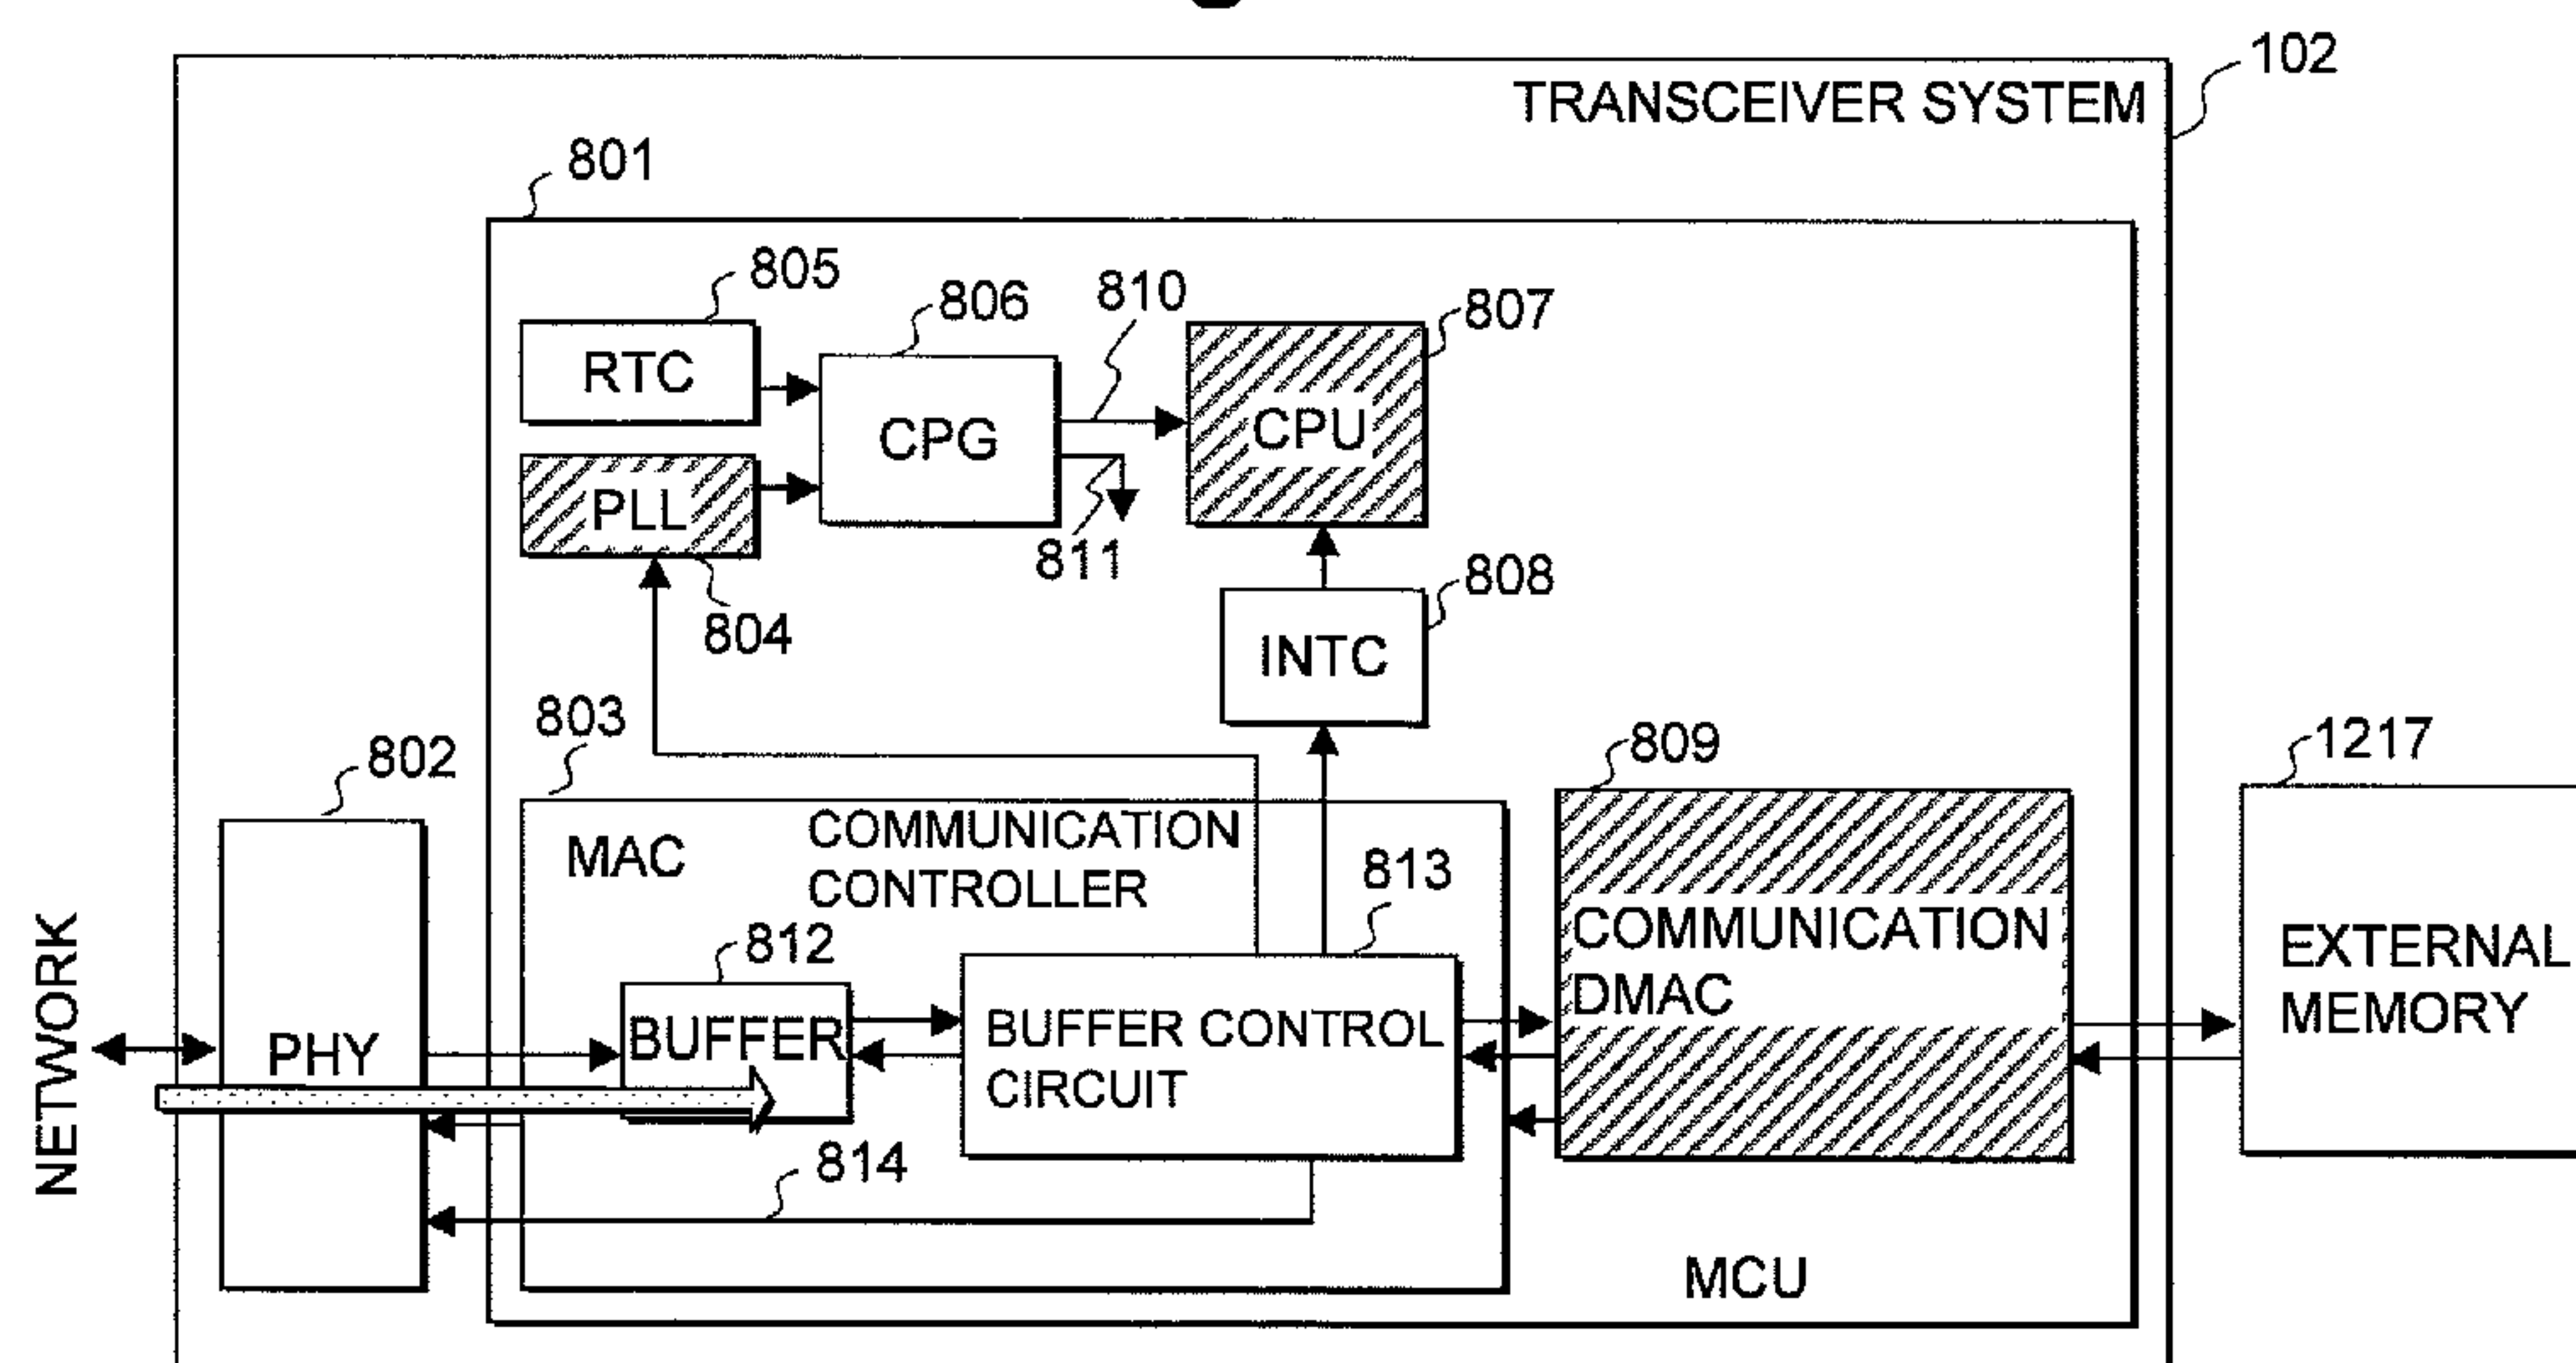 102
TRANSCEIVER SYSTEM
801
805
806
810
807
RTC
CPG
CPU
PLL
811
804
808
INTC
803
802
809
1217
MAC
COMMUNICATION
CONTROLLER
813
812
NETWORK
PHY
BUFFER
BUFFER CONTROL
CIRCUIT
COMMUNICATION
DMAC
EXTERNAL
MEMORY
814
MCU